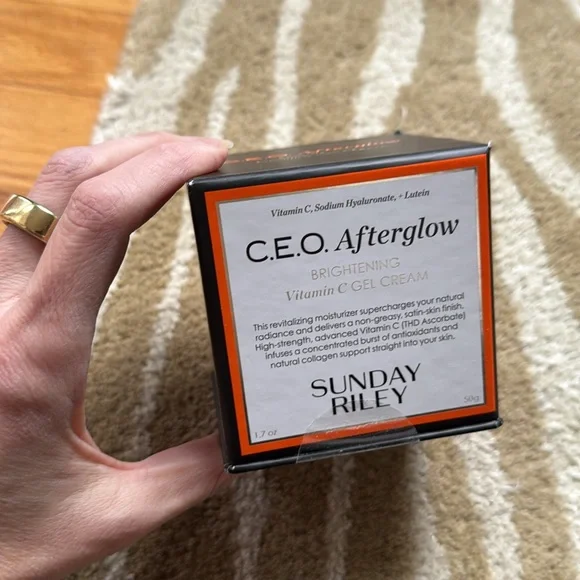 C.E.O. Afterglow
Vitamin C, Sodium Hyaluronate, + Lutein
C.E.O. Afterglow
BRIGHTENING
Vitamin C GEL CREAM
This revitalizing moisturizer supercharges your natural
radiance and delivers a non-greasy, satin-skin finish.
High-strength, advanced Vitamin C (THD Ascorbate)
infuses a concentrated burst of antioxidants and
natural collagen support straight into your skin.
SUNDAY
RILEY
1.7 oz
50g